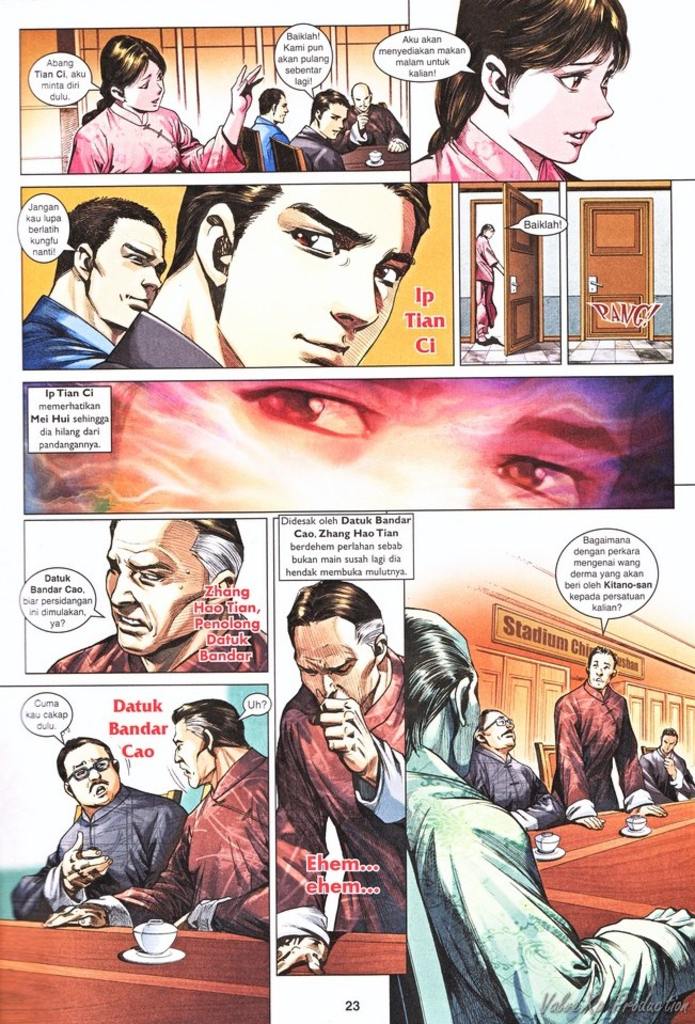 Abang
Tian Ci, aku
minta diri
dulu.
Baiklah!
Kami pun
akan pulang
sebentar
lagi!
Aku akan
menyediakan makan
malam untuk
kalian!
Jangan
kau lupa
berlatih
kungfu
nanti!
Ip
Tian
Ci
Baiklah!
PANG!
Ip Tian Ci
memerhatikan
Mei Hui sehingga
dia hilang dari
pandangannya.
Datuk
Bandar Cao,
biar persidangan
ini dimulakan,
ya?
Zhang
Hao Tian,
Penolong
Datuk
Bandar
Didesak oleh Datuk Bandar
Cao, Zhang Hao Tian
berdehem perlahan sebab
bukan main susah lagi dia
hendak membuka mulutnya.
Bagaimana
dengan perkara
mengenai wang
derma yang akan
beri oleh Kitano-san
kepada persatuan
kalian?
Stadium
Cuma
kau cakap
dulu.
Datuk
Bandar
Cao
Uh?
Ehem...
ehem...
23
Production